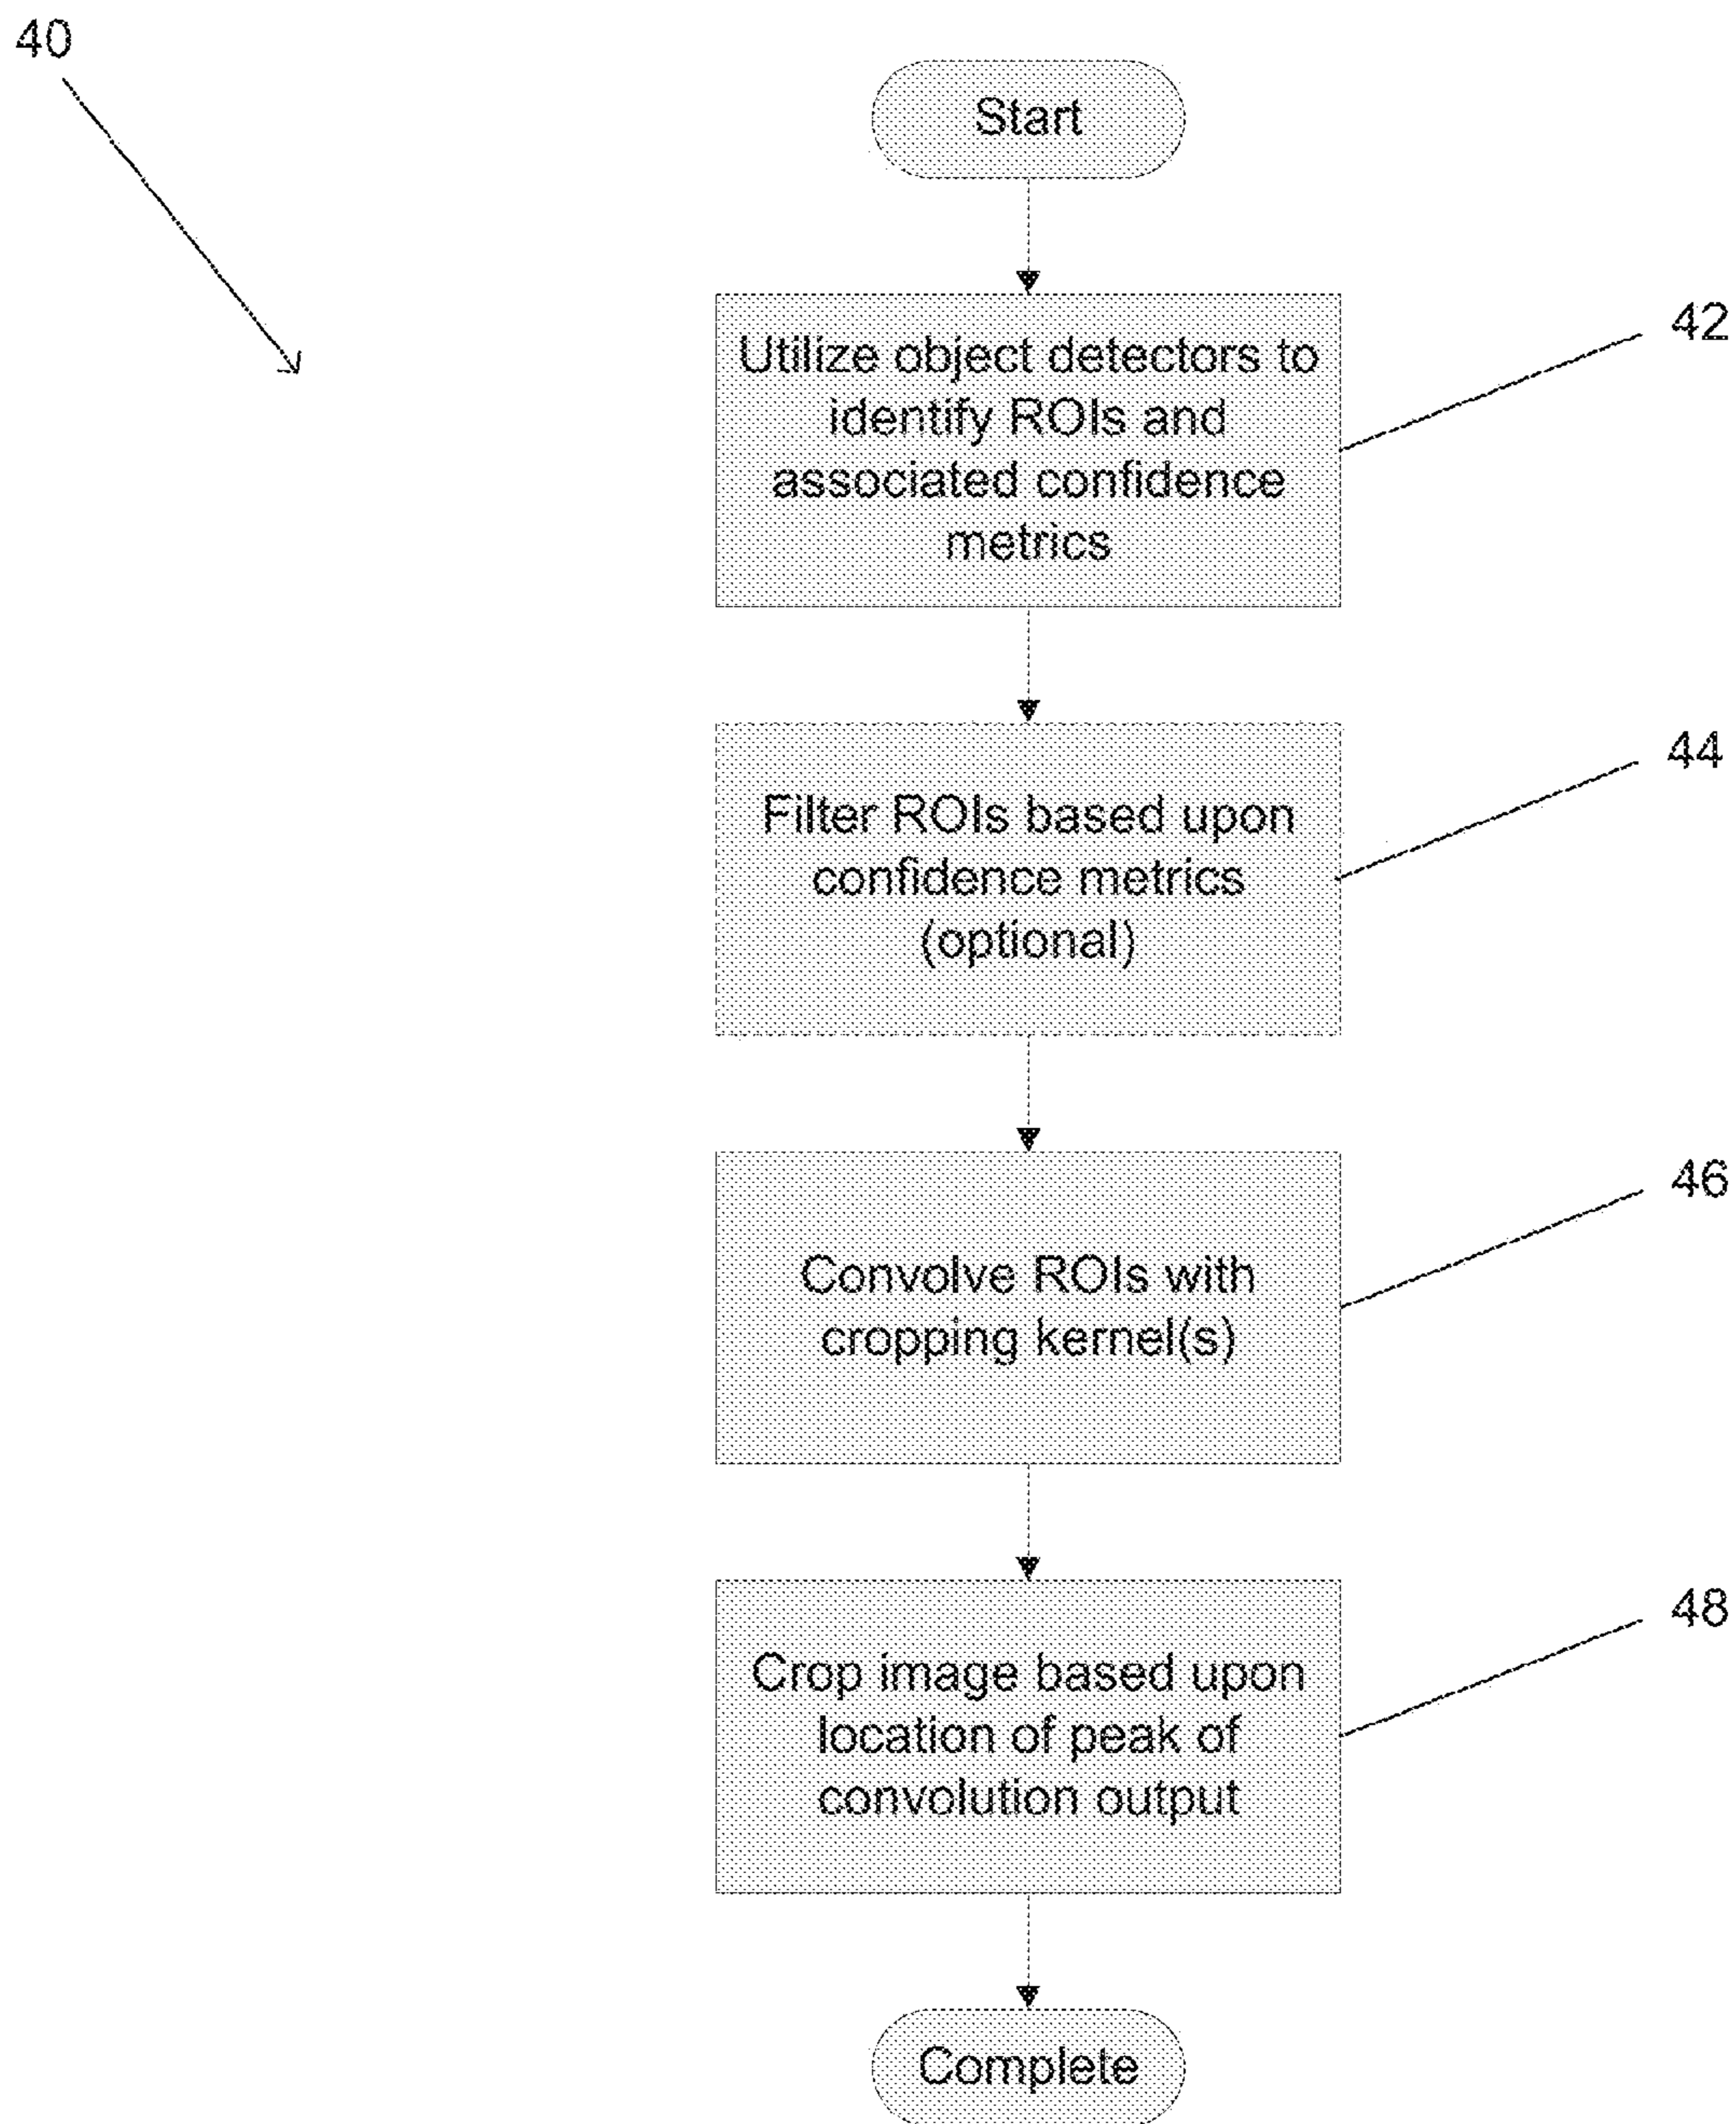 40
Start
Utilize object detectors to
identify ROIs and
associated confidence
metrics
42
Filter ROIs based upon
confidence metrics
(optional)
44
Convolve ROIs with
cropping kernel(s)
46
Crop image based upon
location of peak of
convolution output
48
Complete